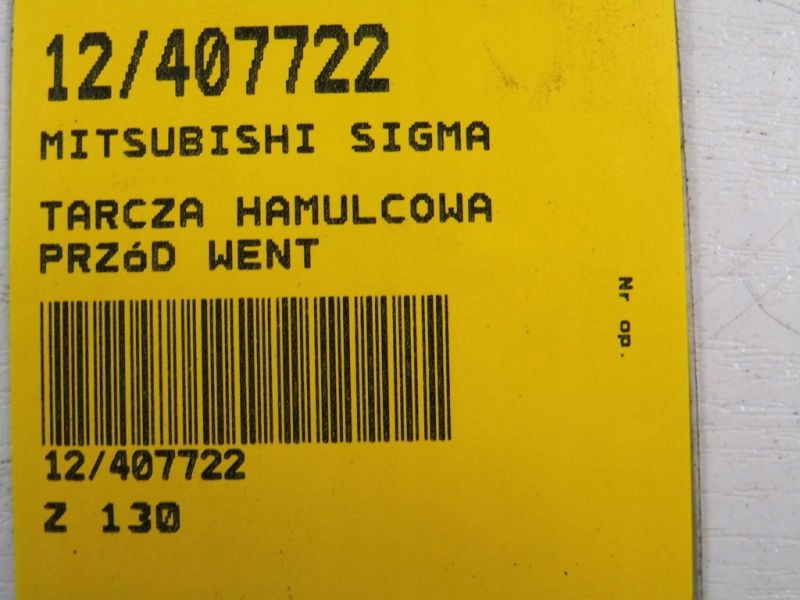 12/407722
MITSUBISHI SIGMA
TARCZA HAMULCOWA
PRZóD WENT
Nr op.
12/407722
Z 130